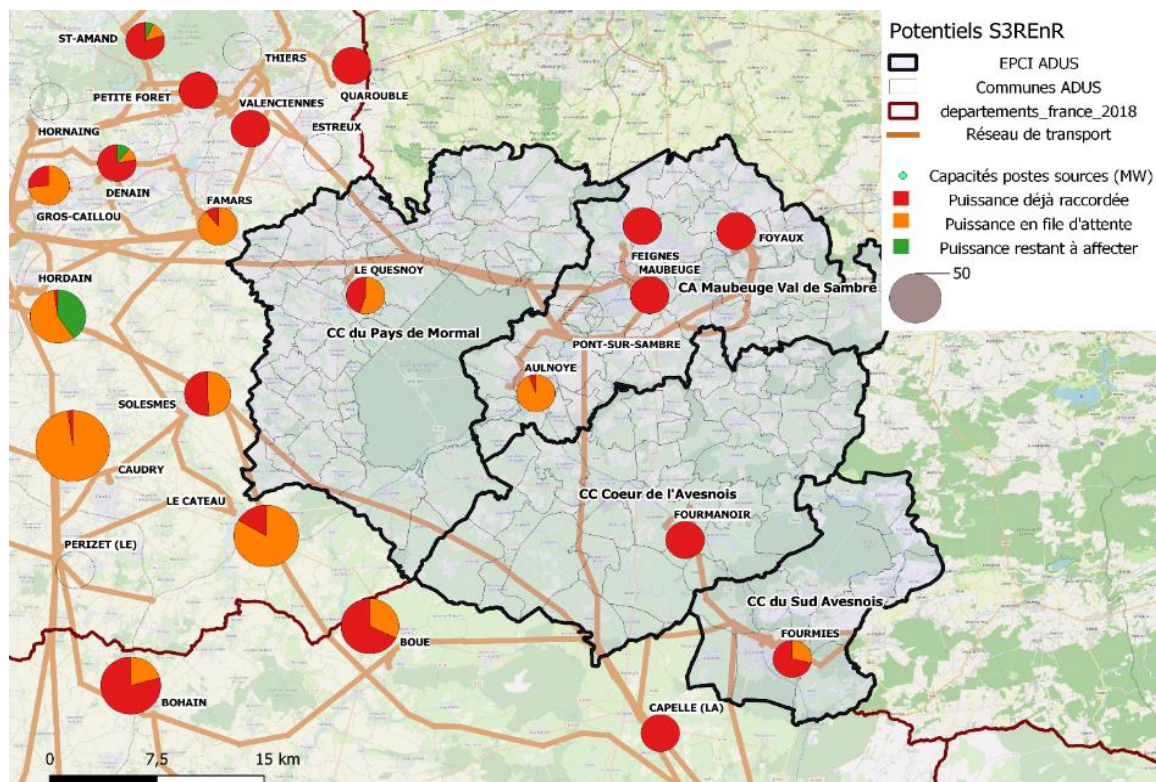 Potentiels S3REnR
EPCI ADUS
Communes ADUS
departements_france_2018
Réseau de transport
Capacités postes sources (MW)
Puissance déjà raccordée
Puissance en file d'attente
Puissance restant à affecter
50
ST-AMAND
THIERS
PETITE FORÊT
QUAROUBLE
VALENCIENNES
HORNAING
ESTREUX
DENAIN
GROS-CAILLOU
FAMARS
FOYAUX
FEIGNES
LE QUESNOY
MAUBEUGE
HORDAIN
CA Maubeuge Val de Sambre
CC du Pays de Mormal
PONT-SUR-SAMBRE
AULNOYE
SOLESMES
CAUDRY
LE CATEAU
CC Coeur de l'Avesnois
FOURMANOIR
PERIZET (LE)
CC du Sud Avesnois
FOURMIES
BOUE
BOHAIN
CAPELLE (LA)
0 7,5 15 km